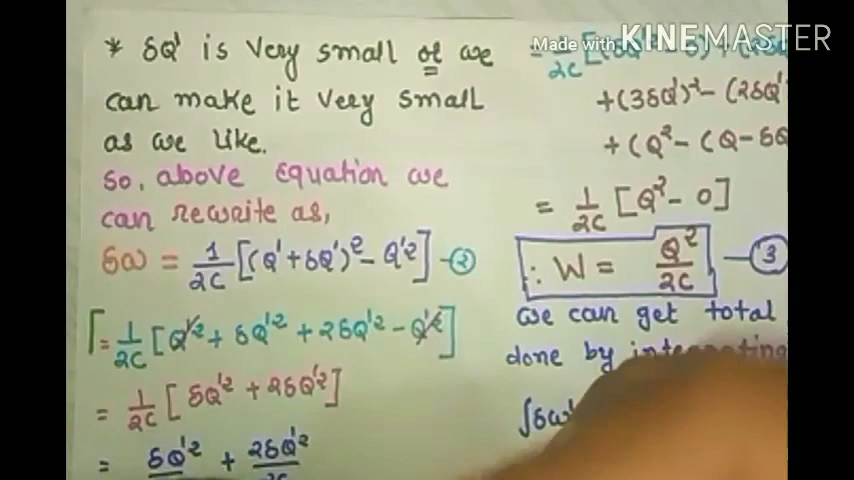 * δQ' is very small or we
can make it very small
as we like.
So, above Equation we
can rewrite as,
δω = 1/2C [(Q' + δQ')² - Q'²] - ②
= 1/2C [Q'² + δQ'² + 2δQ'² - Q'²]
= 1/2C [δQ'² + 2δQ'²]
= δQ'² + 2δQ'²
Made with KINEMASTER
+ (3δQ')² - (2δQ'
+ (Q² - (Q - δQ
= 1/2C [Q² - 0]
∴ W = Q²/2C - ③
we can get total
done by integrating